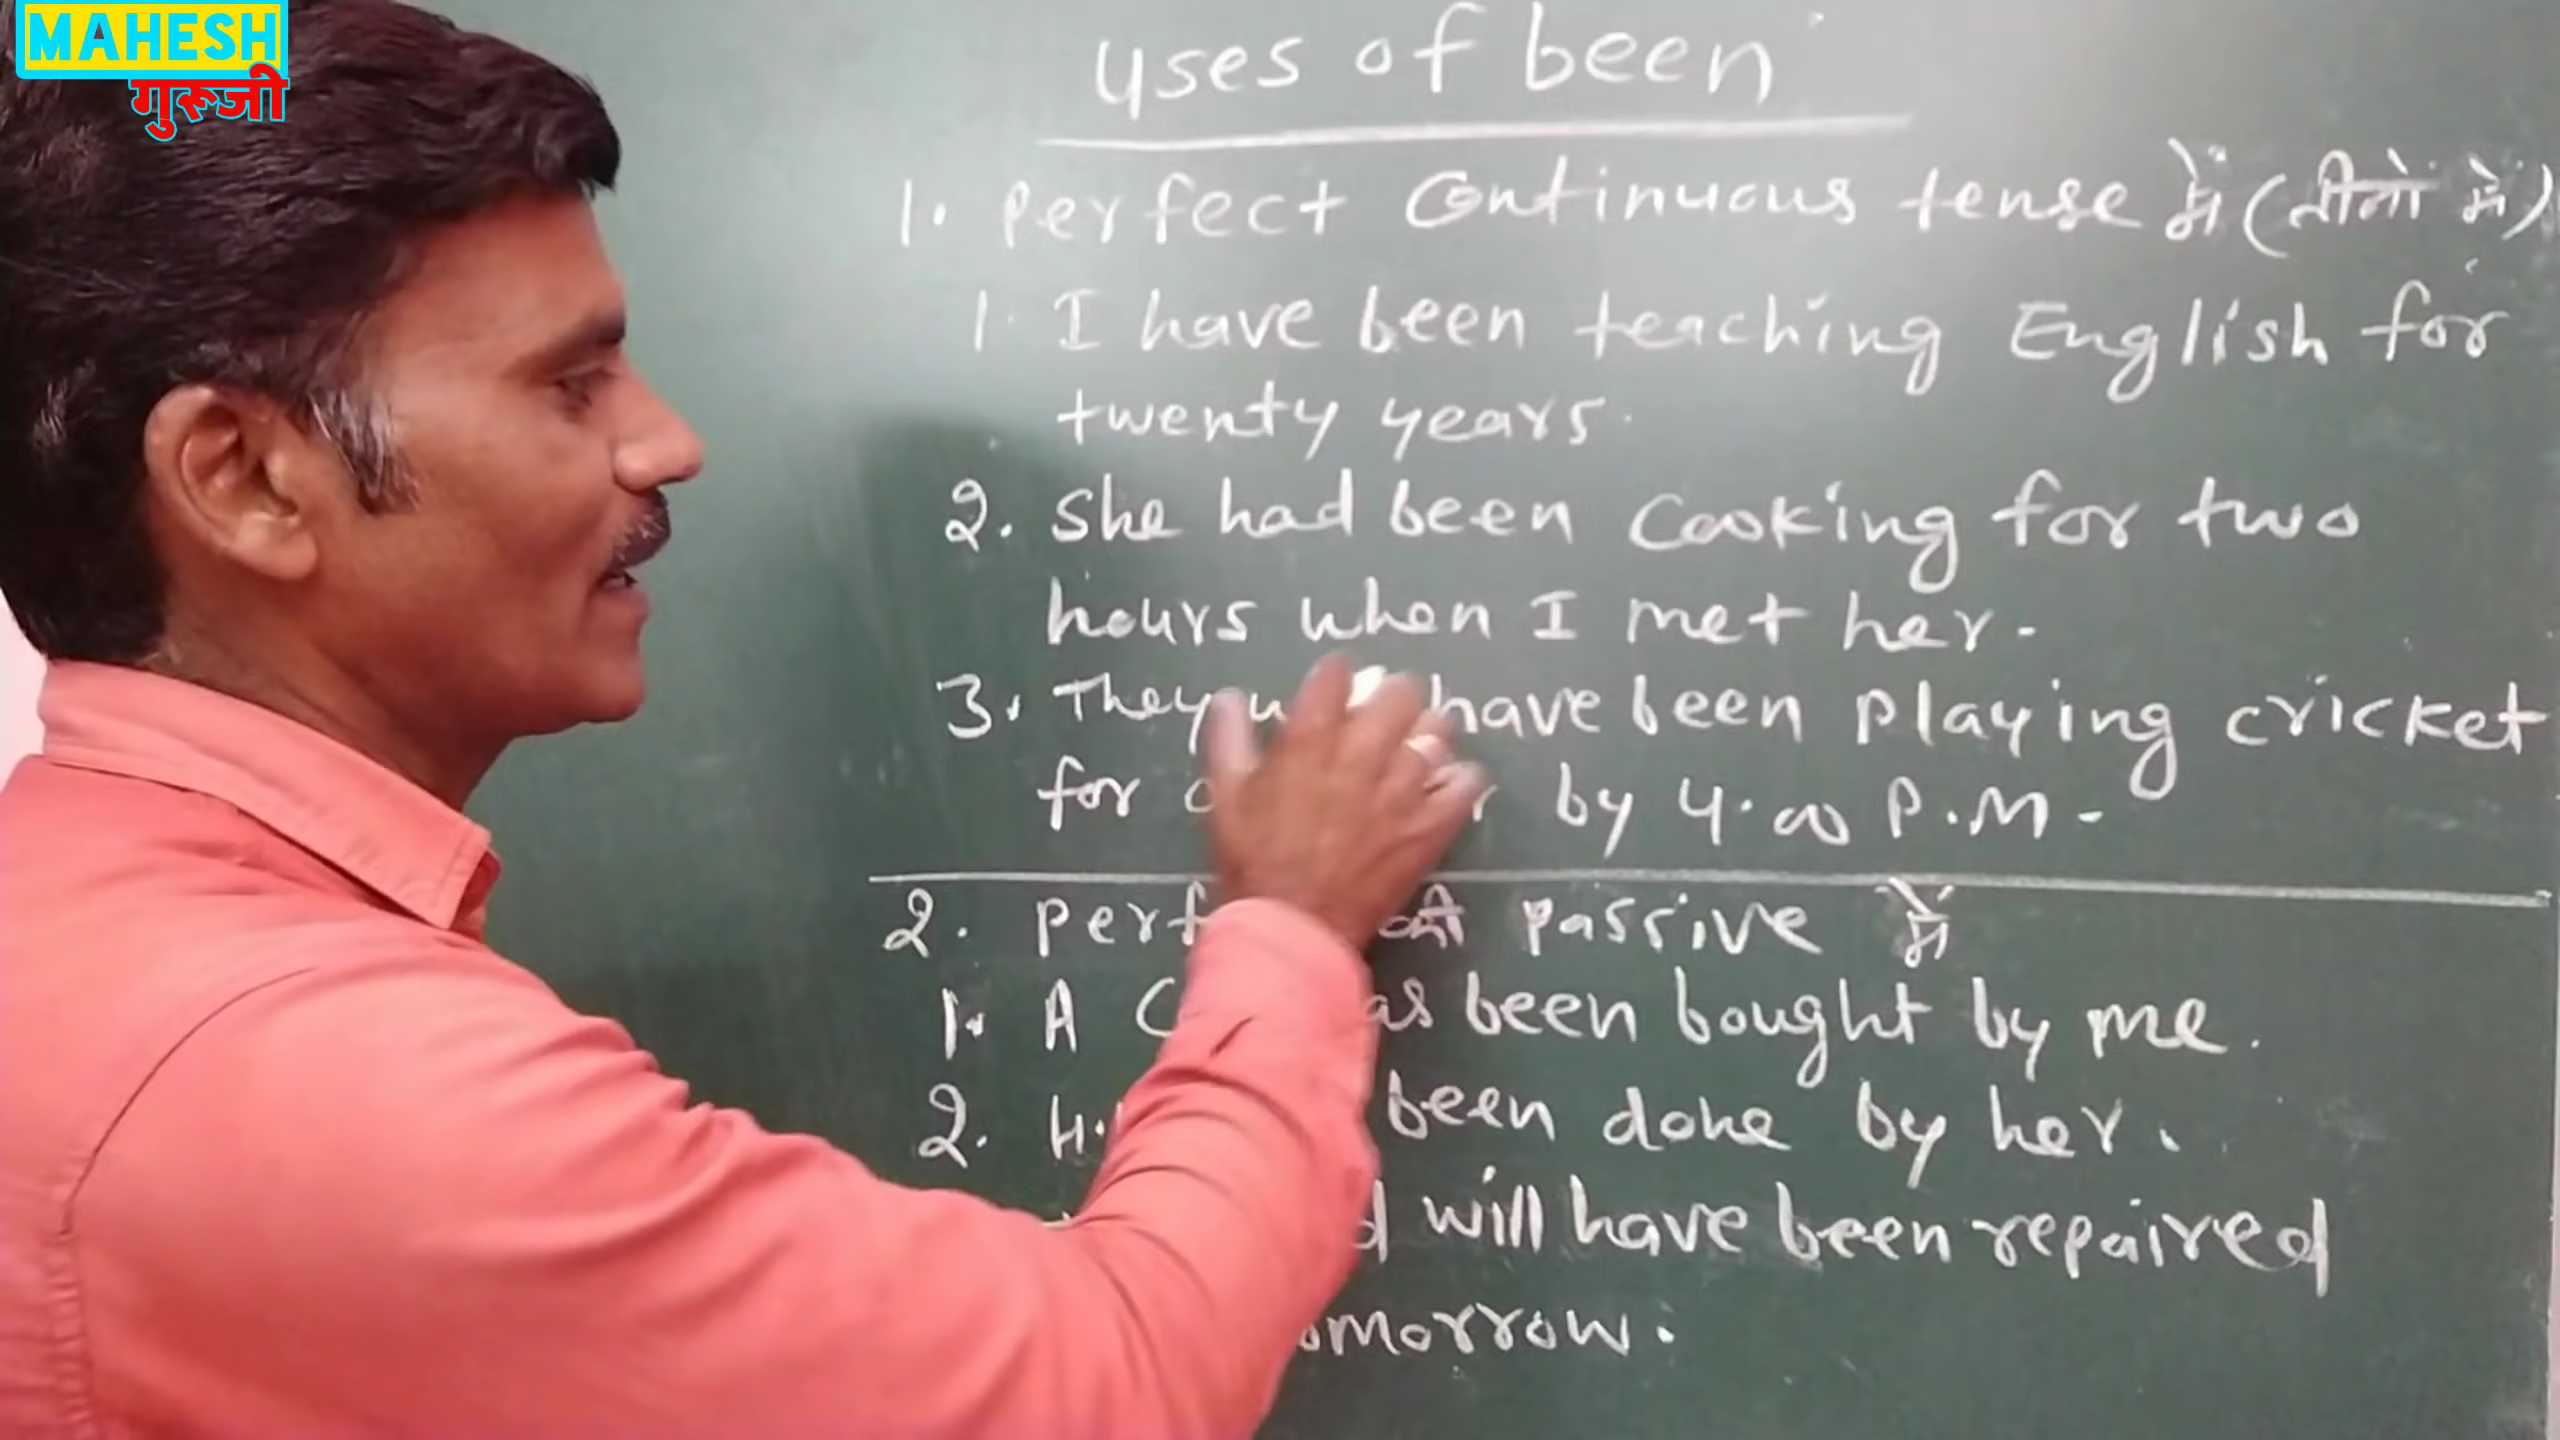 MAHESH
गुरूजी
Uses of been
1. Perfect Continuous tense में (तीनों में)
1. I have been teaching English for
twenty years.
2. She had been Cooking for two
hours when I met her.
3. They have been playing cricket
for by 4.00 P.M.
2. की passive में
1. A been bought by me.
2. been done by her.
will have been repaired